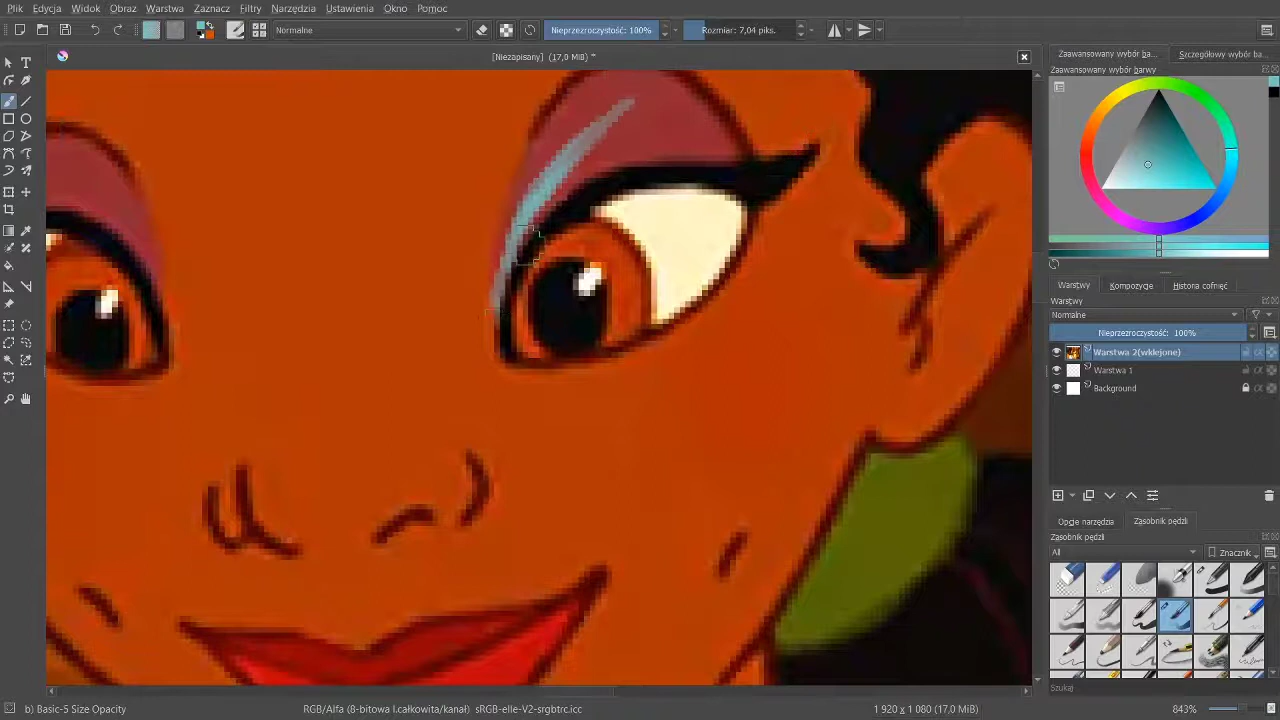 Plik Edytuj Widok Obraz Warstwa Zaznacz Filtry Narzędzia Ustawienia Okno Pomoc
Normalne Nieprzezroczystość: 100% Rozmiar: 7,04 piks.
[Niezapisany] (17,0 MiB) *
Zaawansowany wybór ba... Szczegółowy wybór ba...
Zaawansowany wybór barwy
Warstwy Kompozycje Historia cofnięć
Warstwy
Normalne
Nieprzezroczystość: 100%
Warstwa 2(wklejone)
Warstwa 1
Background
Opcje narzędzia Zasobnik pędzli
Zasobnik pędzli
All Znacznik
Szukaj
b) Basic-5 Size Opacity RGB/Alfa (8-bitowa l.całkowita/kanał) sRGB-elle-V2-srgbtrc.icc 1 920 x 1 080 (17,0 MiB) 843%